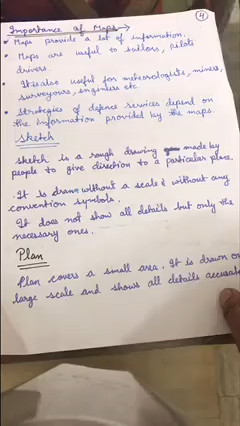 4
Importance of Maps
• Maps provide a lot of information.
• Maps are useful to sailors, pilots
drivers
• It is also useful for meteorologists, miners,
surveyours, engineers etc
• Strategies of defence services depend on
the information provided by the maps.
Sketch
Sketch is a rough drawing made by
people to give direction to a particular place.
It is drawn without a scale & without any
convention symbols.
It does not show all details but only the
necessary ones.
Plan
Plan covers a small area. It is drawn on
large scale and shows all details accurate